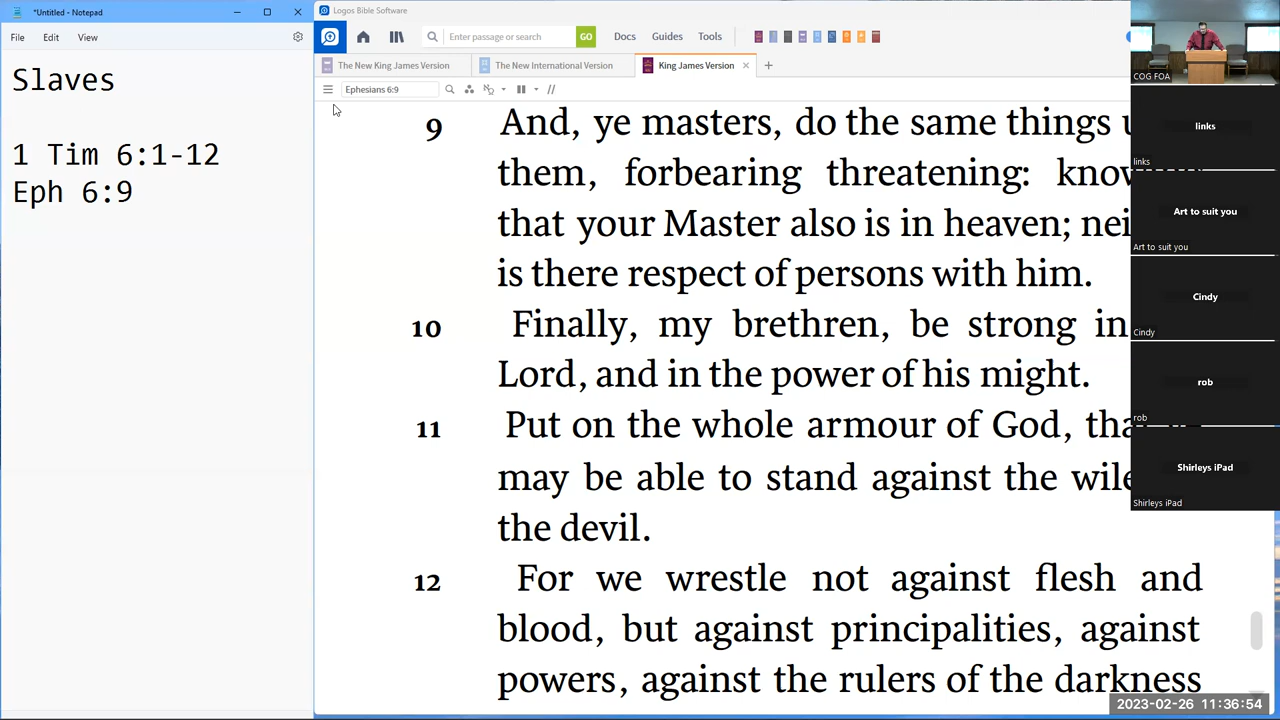 *Untitled - Notepad
File Edit View
Slaves
1 Tim 6:1-12
Eph 6:9
Logos Bible Software
Enter passage or search GO Docs Guides Tools
The New King James Version The New International Version King James Version
Ephesians 6:9
9 And, ye masters, do the same things
them, forbearing threatening:
that your Master also is in heaven;
is there respect of persons with him.
10 Finally, my brethren, be strong in
Lord, and in the power of his might.
11 Put on the whole armour of God,
may be able to stand against the
the devil.
12 For we wrestle not against flesh and
blood, but against principalities, against
powers, against the rulers of the darkness
COG FOA
links
links
Art to suit you
Art to suit you
Cindy
Cindy
rob
rob
Shirleys iPad
Shirleys iPad
2023-02-26 11:36:54